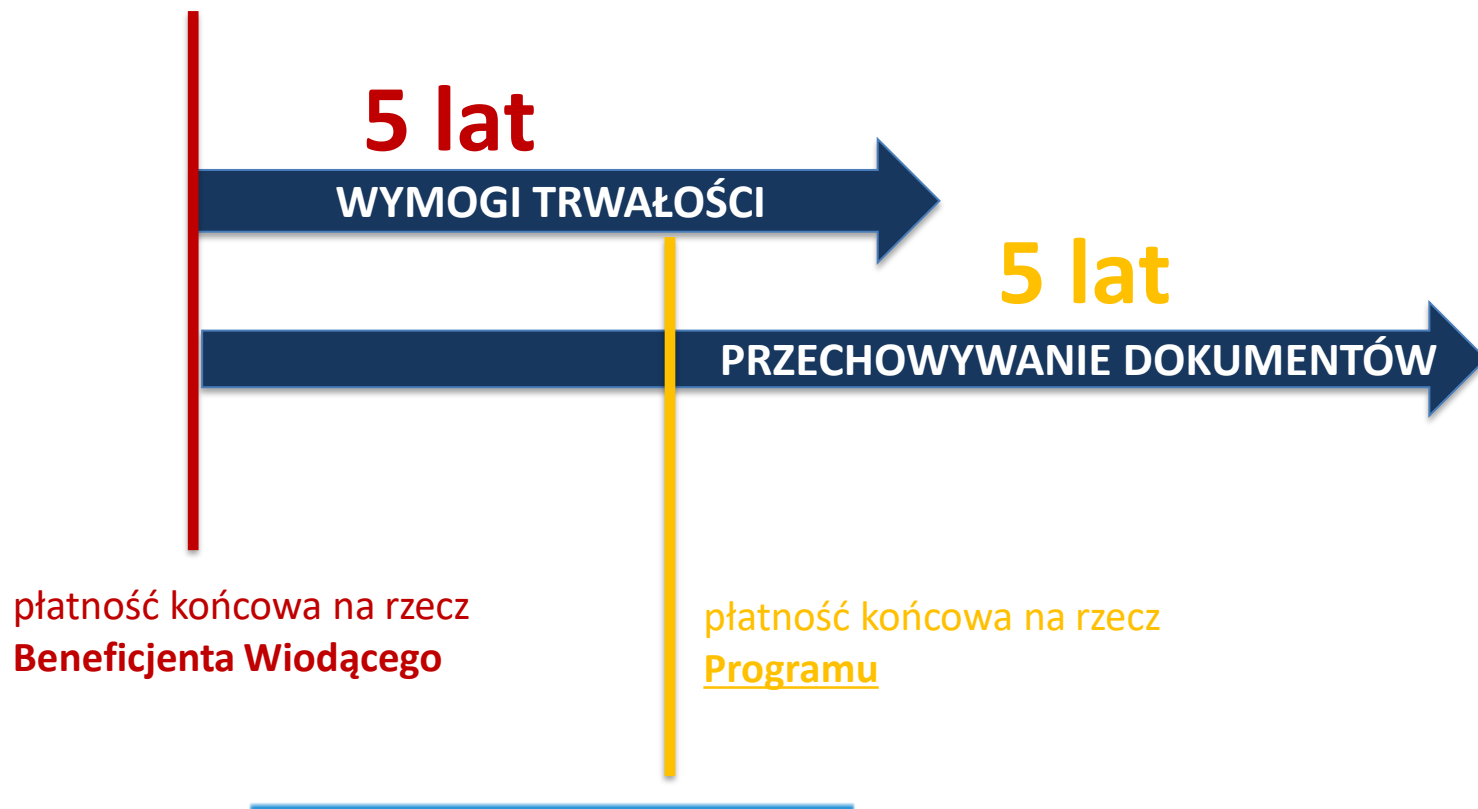 5 lat
WYMOGI TRWAŁOŚCI
5 lat
PRZECHOWYWANIE DOKUMENTÓW
płatność końcowa na rzecz
Beneficjenta Wiodącego
płatność końcowa na rzecz
Programu